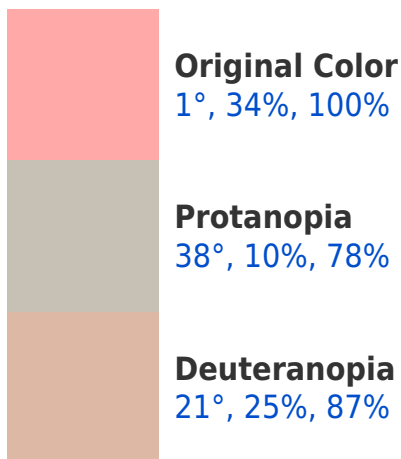 Original Color
1°, 34%, 100%
Protanopia
38°, 10%, 78%
Deuteranopia
21°, 25%, 87%